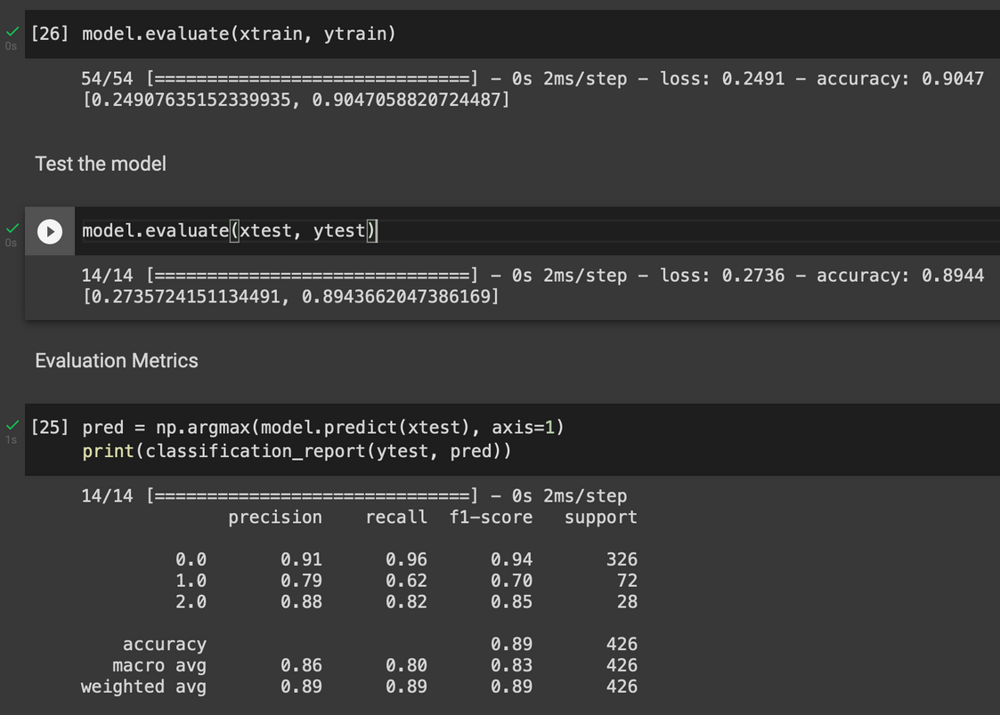 [26] model.evaluate(xtrain, ytrain)
0s
54/54 [==============================] - 0s 2ms/step - loss: 0.2491 - accuracy: 0.9047
[0.24907635152339935, 0.9047058820724487]
Test the model
model.evaluate(xtest, ytest)
0s
14/14 [==============================] - 0s 2ms/step - loss: 0.2736 - accuracy: 0.8944
[0.2735724151134491, 0.8943662047386169]
Evaluation Metrics
[25] pred = np.argmax(model.predict(xtest), axis=1)
1s
print(classification_report(ytest, pred))
14/14 [==============================] - 0s 2ms/step
precision recall f1-score support
0.0 0.91 0.96 0.94 326
1.0 0.79 0.62 0.70 72
2.0 0.88 0.82 0.85 28
accuracy 0.89 426
macro avg 0.86 0.80 0.83 426
weighted avg 0.89 0.89 0.89 426